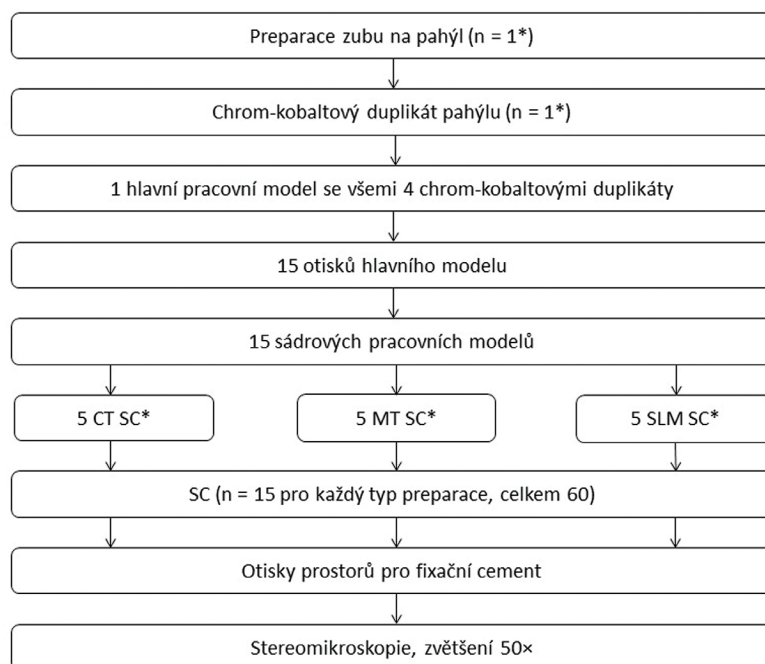 Preparace zubu na pahýl (n = 1*)
Chrom-kobaltový duplikát pahýlu (n = 1*)
1 hlavní pracovní model se všemi 4 chrom-kobaltovými duplikáty
15 otisků hlavního modelu
15 sádrových pracovních modelů
5 CT SC*
5 MT SC*
5 SLM SC*
SC (n = 15 pro každý typ preparace, celkem 60)
Otisky prostorů pro fixační cement
Stereomikroskopie, zvětšení 50×